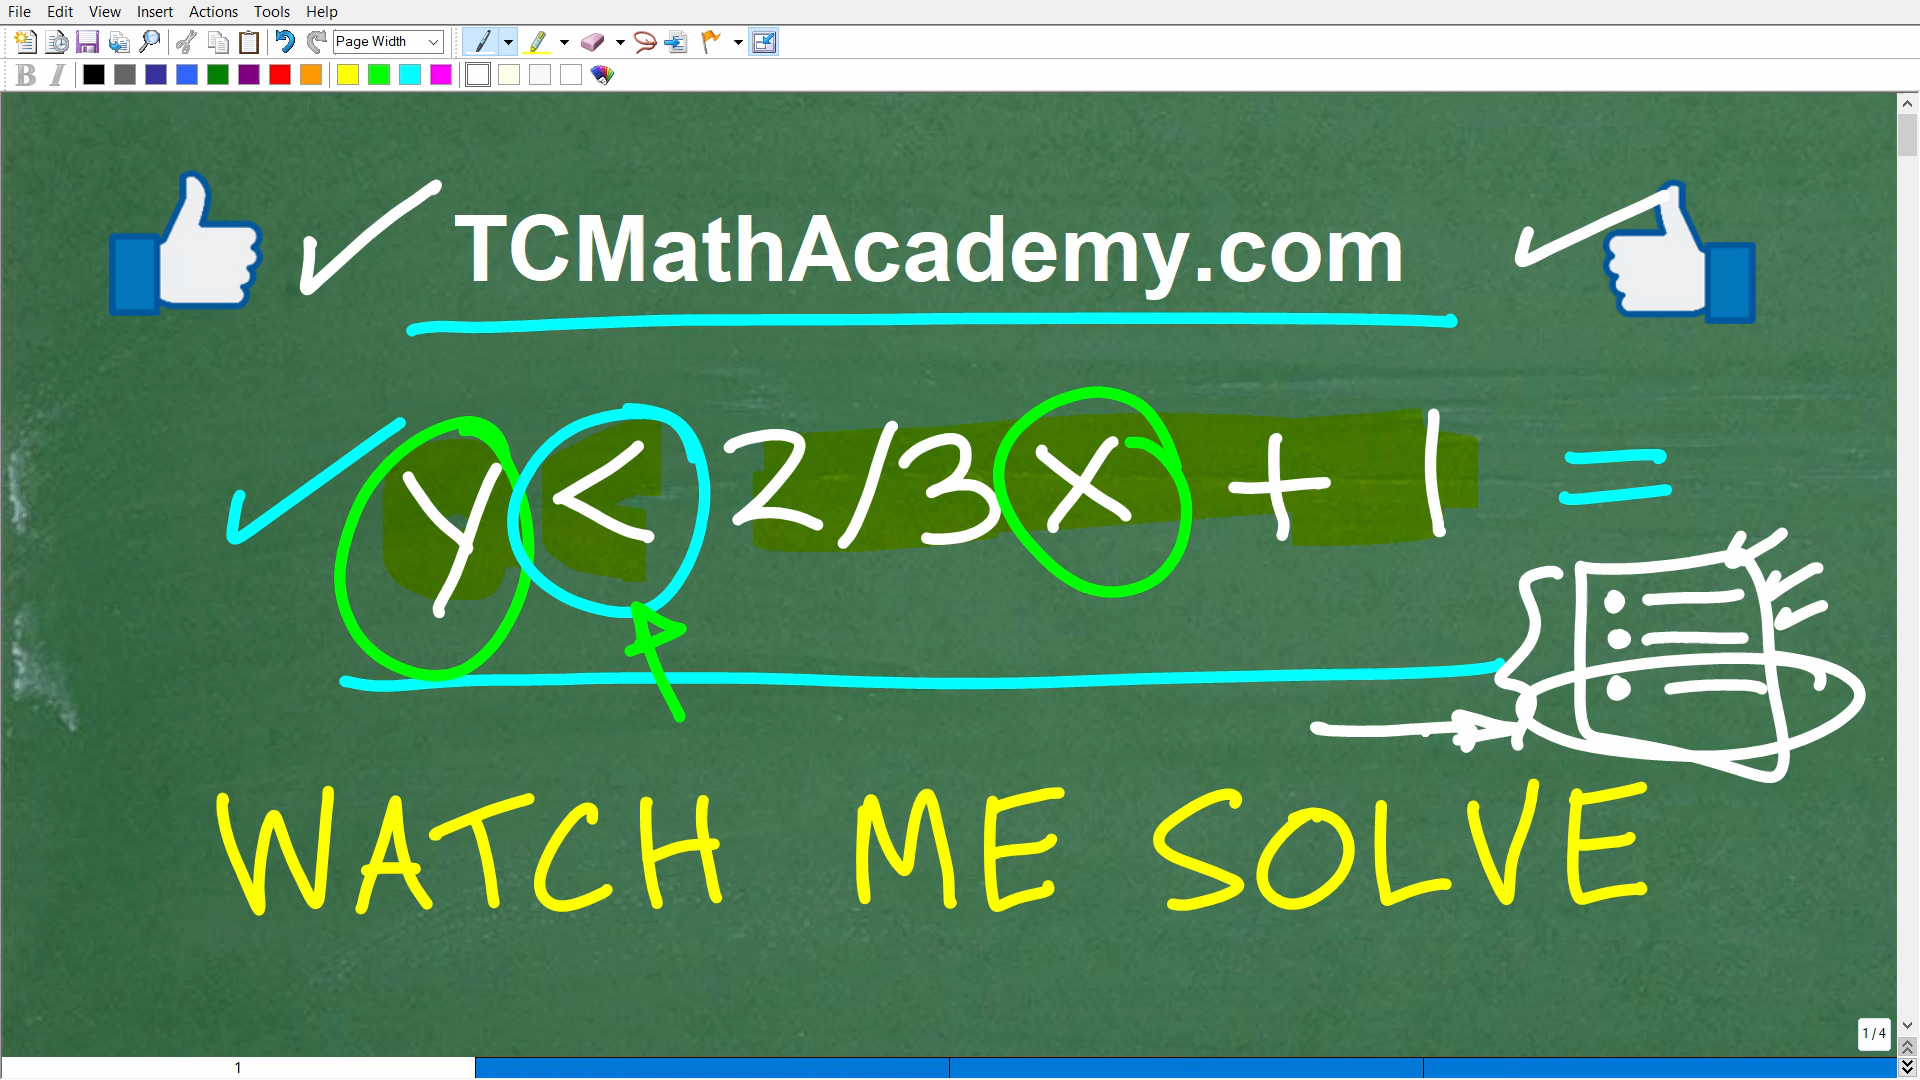 File Edit View Insert Actions Tools Help
Page Width
B I
TCMathAcademy.com
y < 2/3 x + 1 =
WATCH ME SOLVE
1 / 4
1